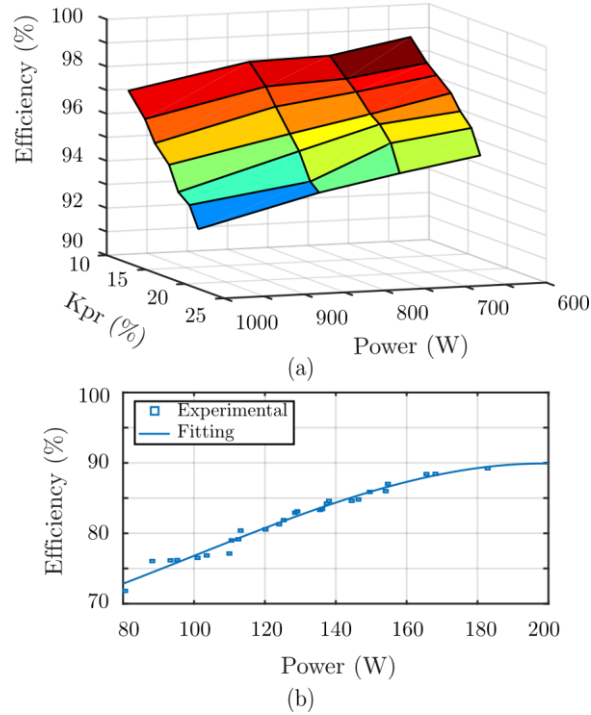 100
98
96
94
92
90
Efficiency (%)
10
15
20
25
Kpr (%)
1000
900
800
700
600
Power (W)
(a)
100
90
80
70
Efficiency (%)
Experimental
Fitting
80
100
120
140
160
180
200
Power (W)
(b)